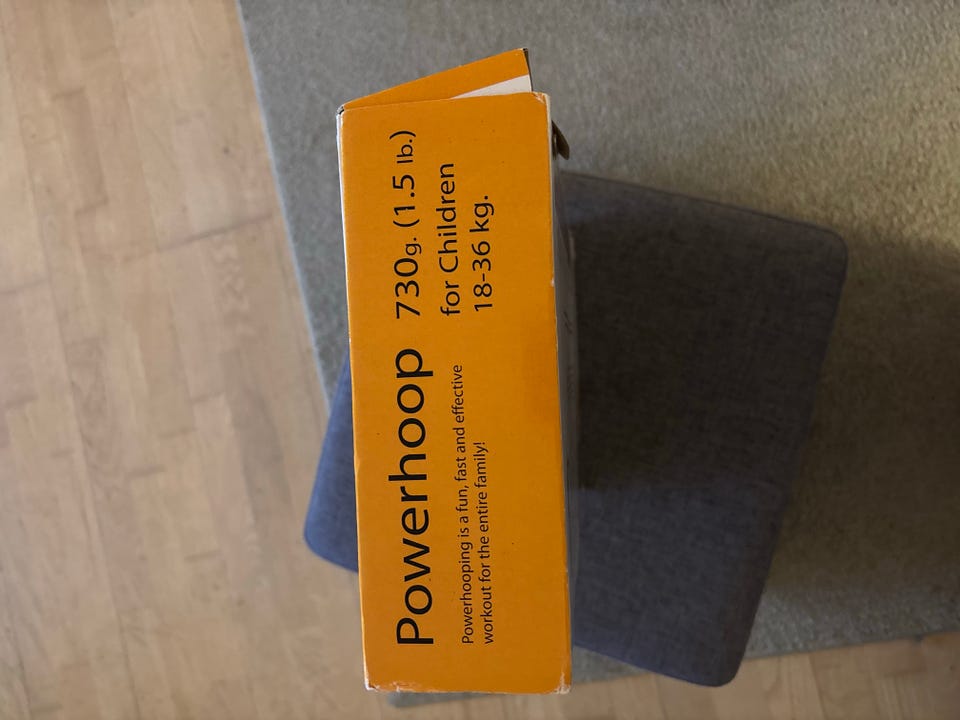 Powerhoop 730g. (1.5 lb.)
for Children
18-36 kg.
Powerhooping is a fun, fast and effective
workout for the entire family!